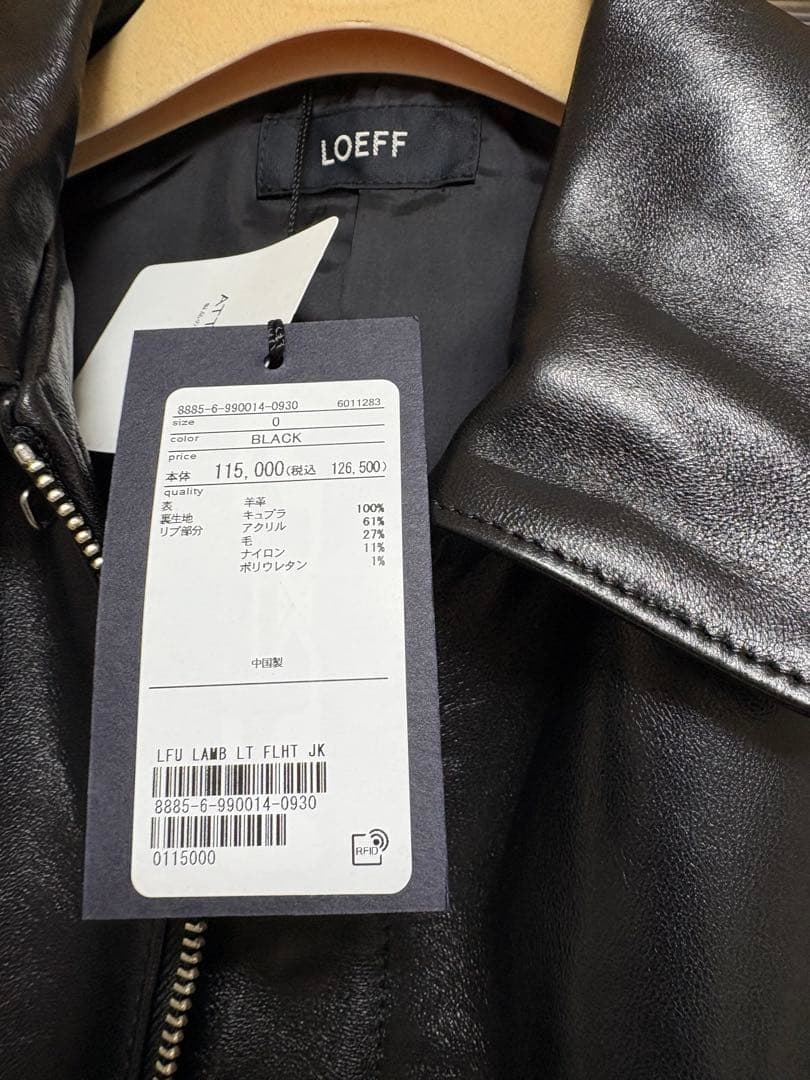 LOEFF
8885-6-990014-0930 6011283
size 0
color BLACK
price
本体 115,000(税込 126,500)
quality
表 羊革 100%
裏生地 キュプラ 61%
リブ部分 アクリル 27%
毛 11%
ナイロン 1%
ポリウレタン
中国製
LFU LAMB LT FLHT JK
8885-6-990014-0930
0115000
RFID